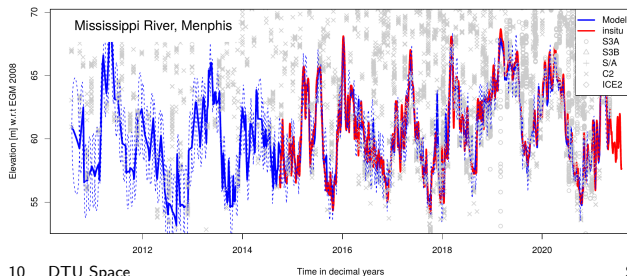 Mississippi River, Menphis
Model
insitu
S3A
S3B
S/A
C2
ICE2
Elevation [m] w.r.t EGM 2008
70
65
60
55
2012
2014
2016
2018
2020
Time in decimal years
10 DTU Space